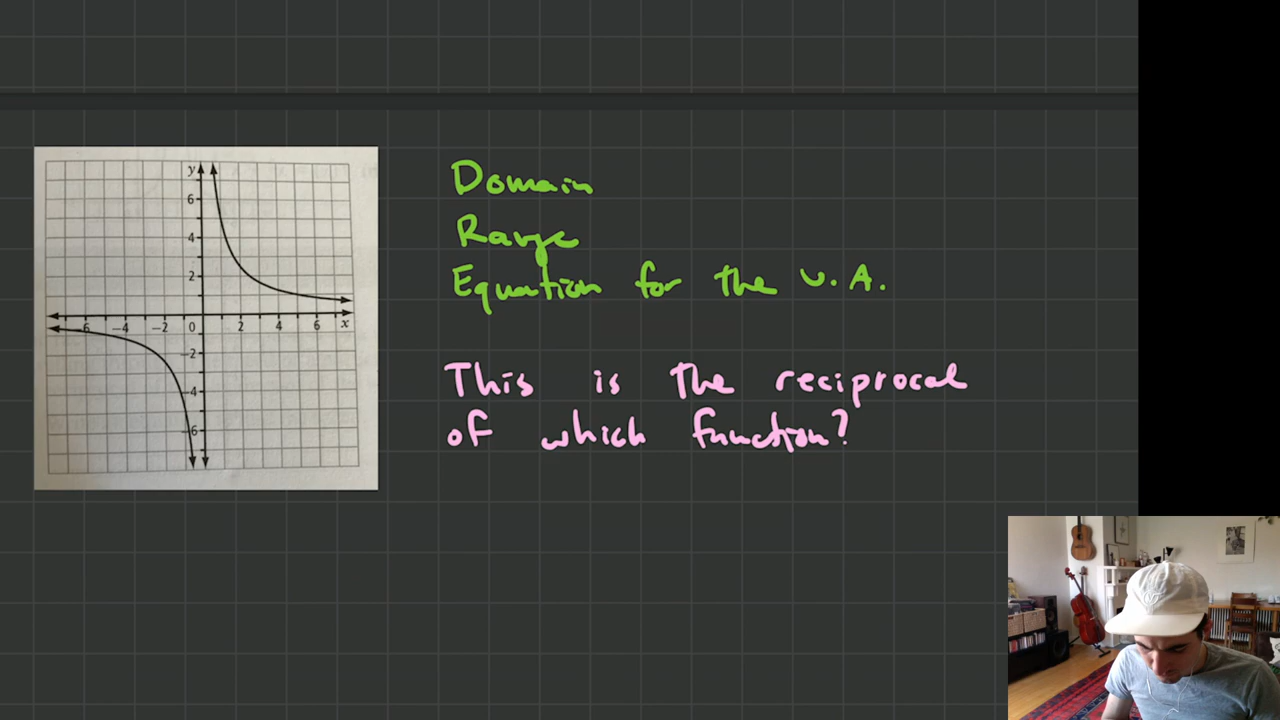 Domain
Range
Equation for the V.A.
This is the reciprocal
of which function?
y
6
4
2
-6 -4 -2 0 2 4 6 x
-2
-4
-6